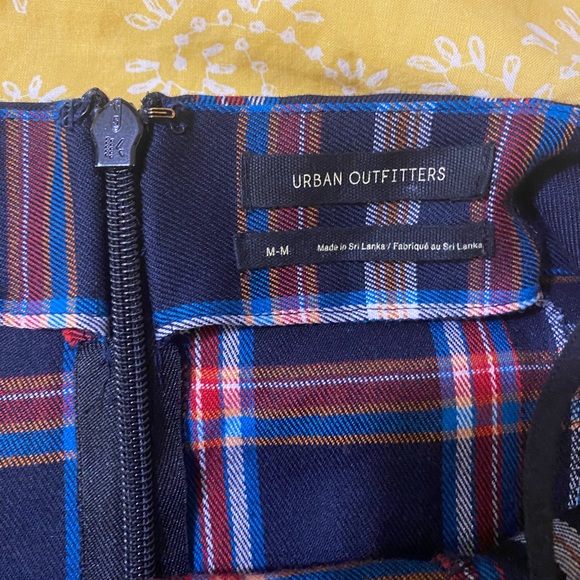 URBAN OUTFITTERS
M-M Made in Sri Lanka / Fabriqué au Sri Lanka